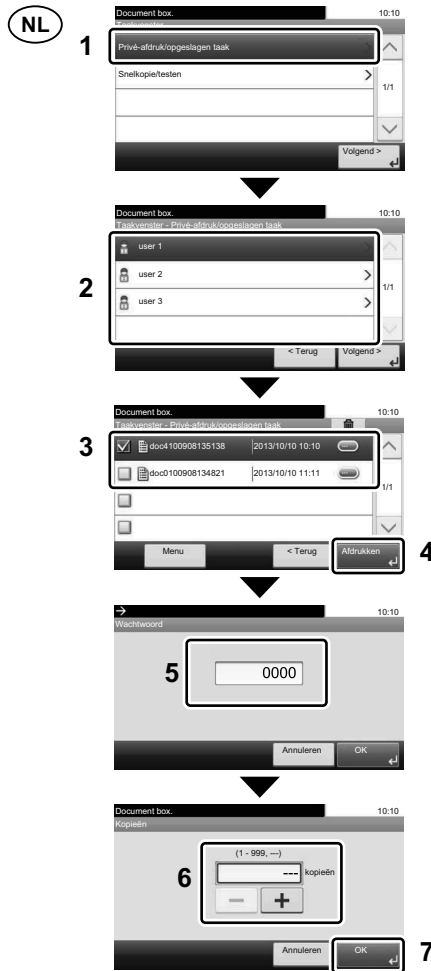 NL
1
Document box.
10:10
Taakvenster
Privé-afdruk/opgeslagen taak
Snelkopie/testen
1/1
Volgend >
2
Document box.
10:10
Taakvenster - Privé-afdruk/opgeslagen taak
user 1
user 2
user 3
1/1
< Terug
Volgend >
3
Document box.
10:10
Taakvenster - Privé-afdruk/opgeslagen taak
doc4100908135138
2013/10/10 10:10
doc0100908134821
2013/10/10 11:11
1/1
Menu
< Terug
Afdrukken
4
10:10
Wachtwoord
5
0000
Annuleren
OK
Document box.
10:10
Kopieën
6
(1 - 999, ---)
--- kopieën
Annuleren
OK
7